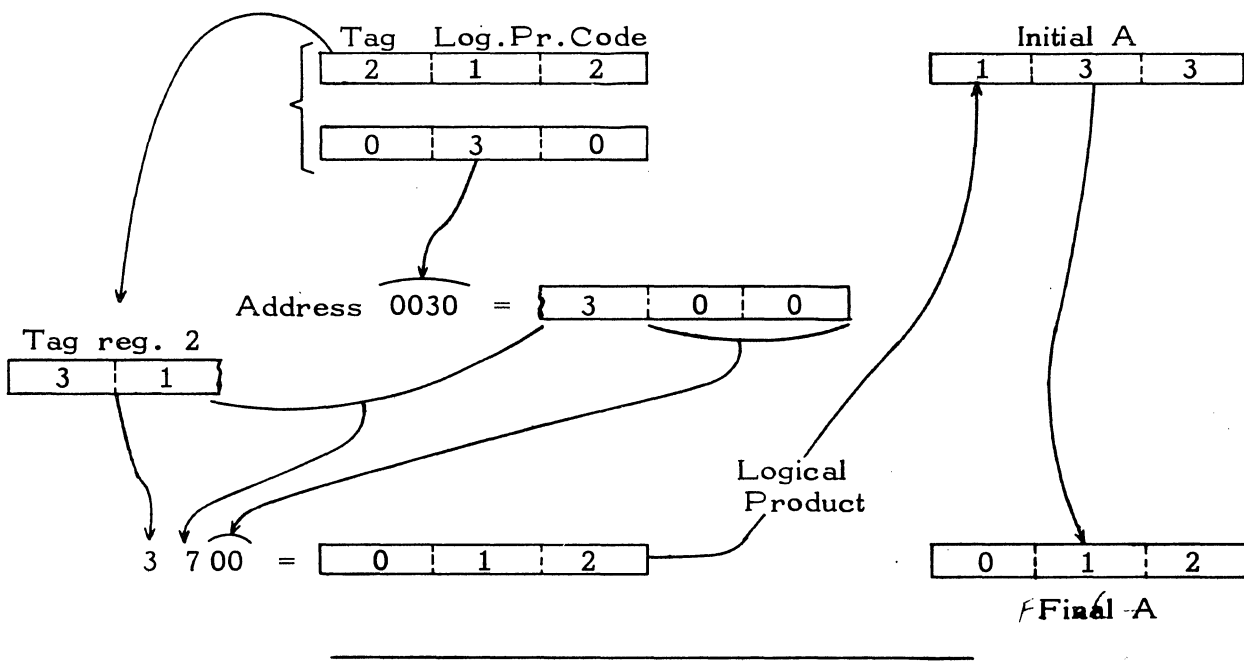 Tag Log.Pr.Code
2 1 2
0 3 0
Initial A
1 3 3
Address 0030 = 3 0 0
Tag reg. 2
3 1
Logical
Product
3 7 00 = 0 1 2
0 1 2
Final A